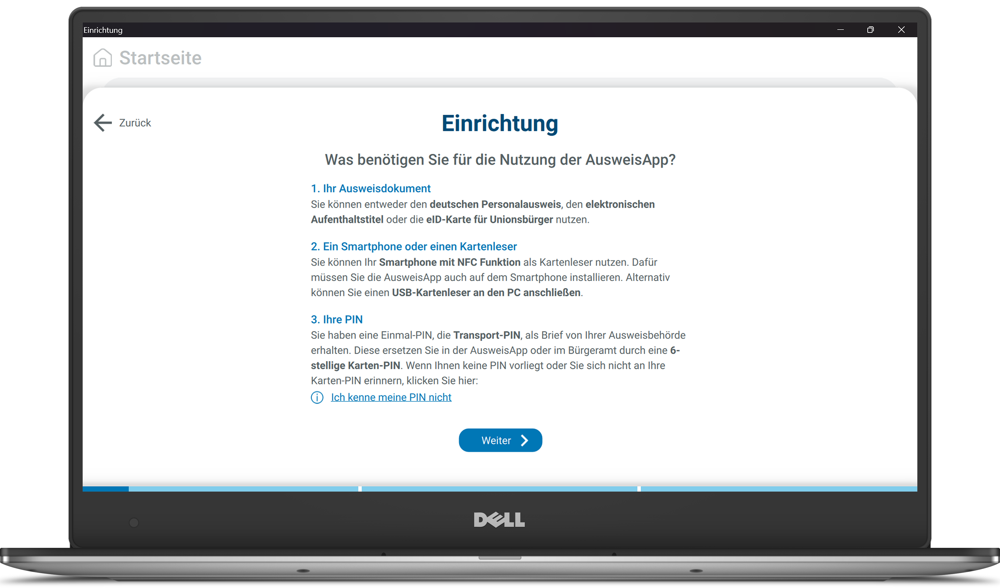 Einrichtung
Startseite
Zurück
Einrichtung
Was benötigen Sie für die Nutzung der AusweisApp?
1. Ihr Ausweisdokument
Sie können entweder den deutschen Personalausweis, den elektronischen
Aufenthaltstitel oder die eID-Karte für Unionsbürger nutzen.
2. Ein Smartphone oder einen Kartenleser
Sie können Ihr Smartphone mit NFC Funktion als Kartenleser nutzen. Dafür
müssen Sie die AusweisApp auch auf dem Smartphone installieren. Alternativ
können Sie einen USB-Kartenleser an den PC anschließen.
3. Ihre PIN
Sie haben eine Einmal-PIN, die Transport-PIN, als Brief von Ihrer Ausweisbehörde
erhalten. Diese ersetzen Sie in der AusweisApp oder im Bürgeramt durch eine 6-
stellige Karten-PIN. Wenn Ihnen keine PIN vorliegt oder Sie sich nicht an Ihre
Karten-PIN erinnern, klicken Sie hier:
Ich kenne meine PIN nicht
Weiter
DELL